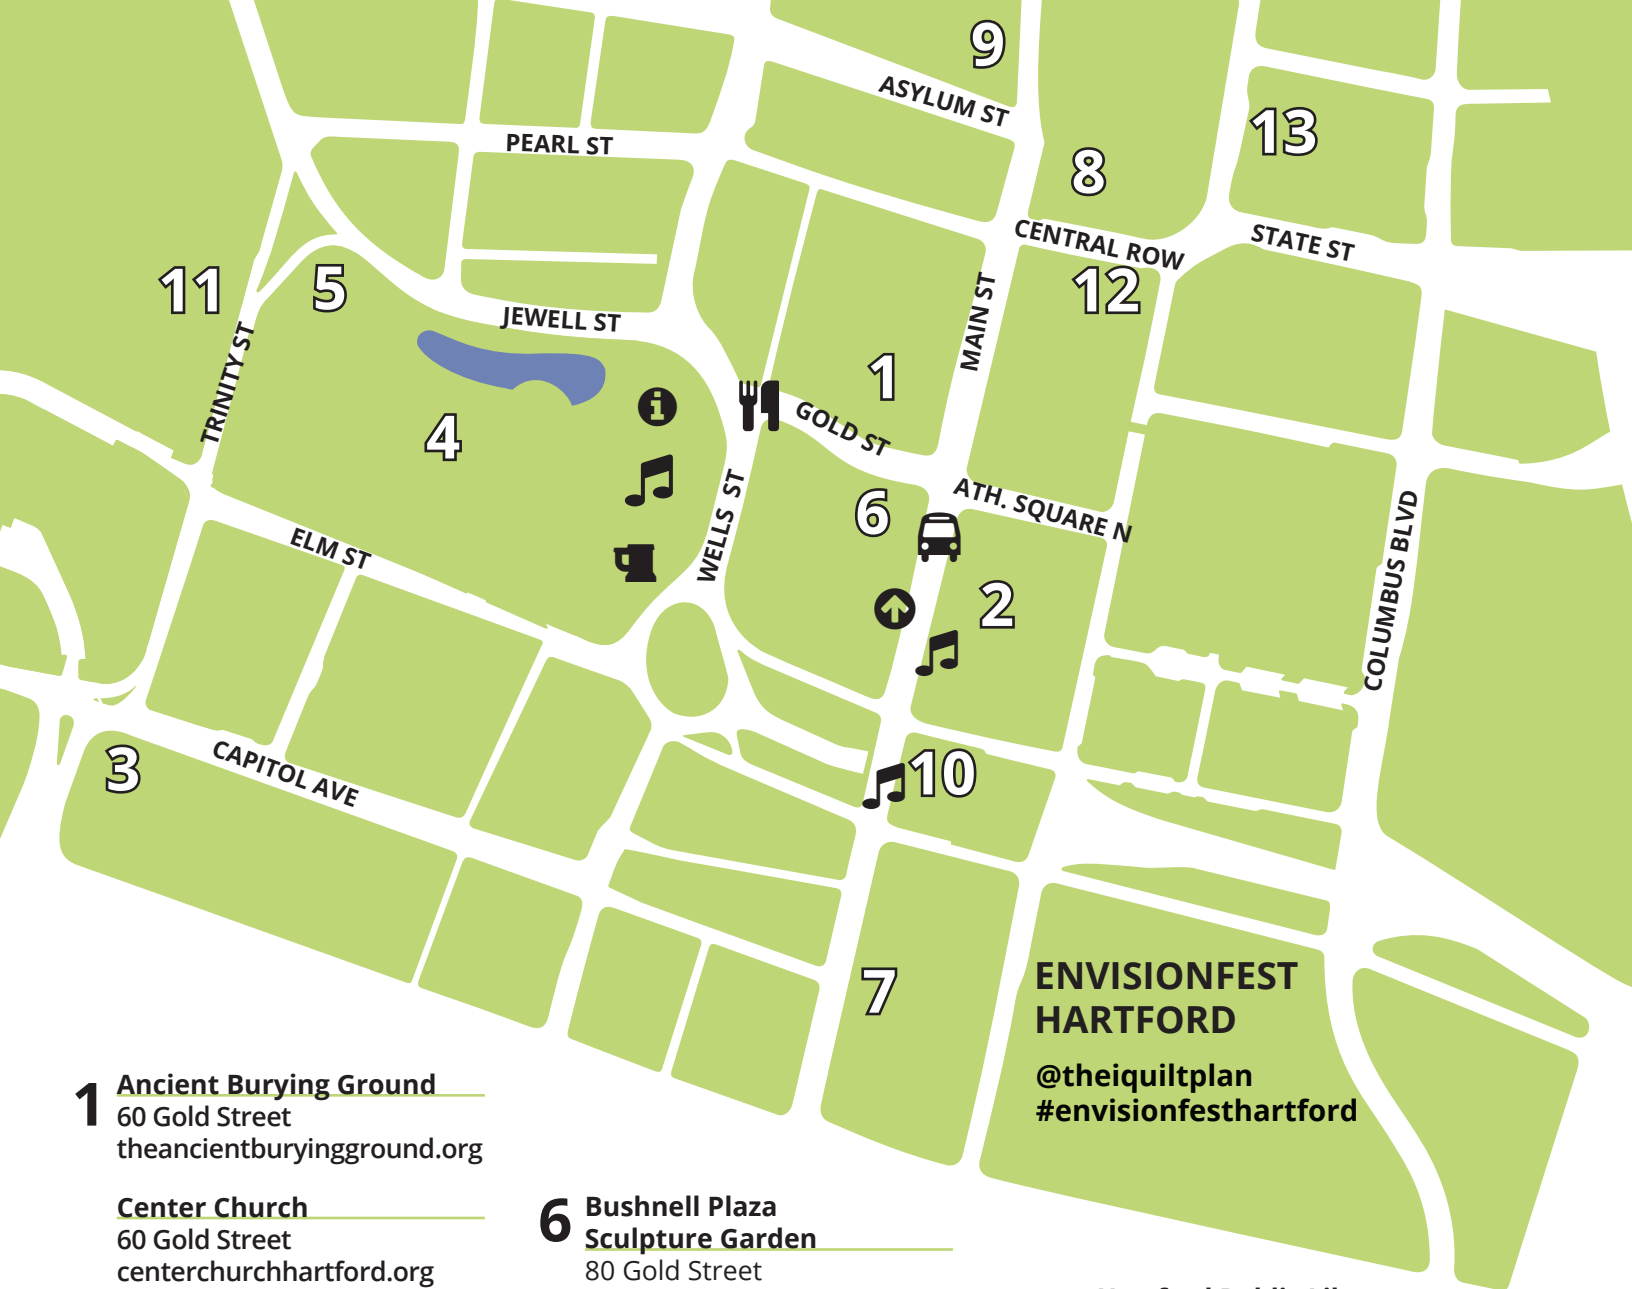 9
ASYLUM ST
13
PEARL ST
8
CENTRAL ROW
STATE ST
11
5
12
MAIN ST
JEWELL ST
TRINITY ST
1
4
GOLD ST
6
ATH. SQUARE N
WELLS ST
COLUMBUS BLVD
ELM ST
2
3
CAPITOL AVE
10
7
ENVISIONFEST
HARTFORD
@theiquiltplan
#envisionfesthartford
1
Ancient Burying Ground
60 Gold Street
theancientburyingground.org
Center Church
60 Gold Street
centerchurchhartford.org
6
Bushnell Plaza
Sculpture Garden
80 Gold Street